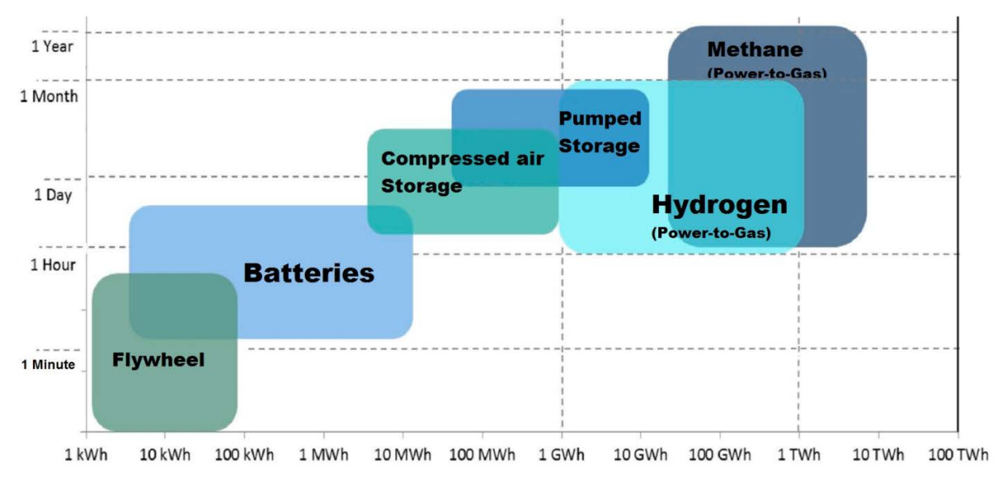 1 Year
Methane
(Power-to-Gas)
1 Month
Pumped
Storage
Compressed air
Storage
1 Day
Hydrogen
(Power-to-Gas)
1 Hour
Batteries
1 Minute
Flywheel
1 kWh 10 kWh 100 kWh 1 MWh 10 MWh 100 MWh 1 GWh 10 GWh 100 GWh 1 TWh 10 TWh 100 TWh